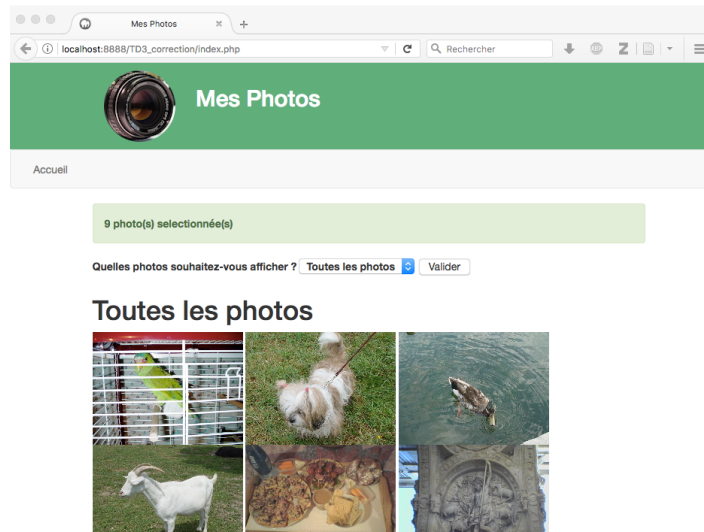 Mes Photos
localhost:8888/TD3_correction/index.php
Rechercher
Mes Photos
Accueil
9 photo(s) selectionnée(s)
Quelles photos souhaitez-vous afficher ? Toutes les photos Valider
Toutes les photos